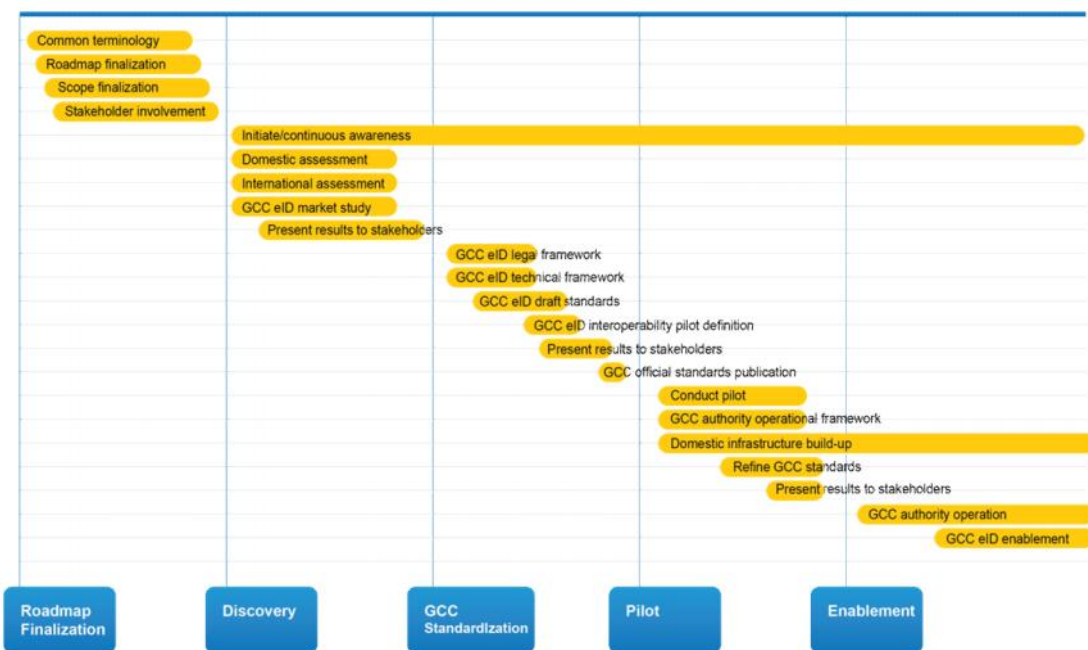 Common terminology
Roadmap finalization
Scope finalization
Stakeholder involvement
Initiate/continuous awareness
Domestic assessment
International assessment
GCC eID market study
Present results to stakeholders
GCC eID legal framework
GCC eID technical framework
GCC eID draft standards
GCC eID interoperability pilot definition
Present results to stakeholders
GCC official standards publication
Conduct pilot
GCC authority operational framework
Domestic infrastructure build-up
Refine GCC standards
Present results to stakeholders
GCC authority operation
GCC eID enablement
Roadmap
Finalization
Discovery
GCC
StandardIzation
Pilot
Enablement